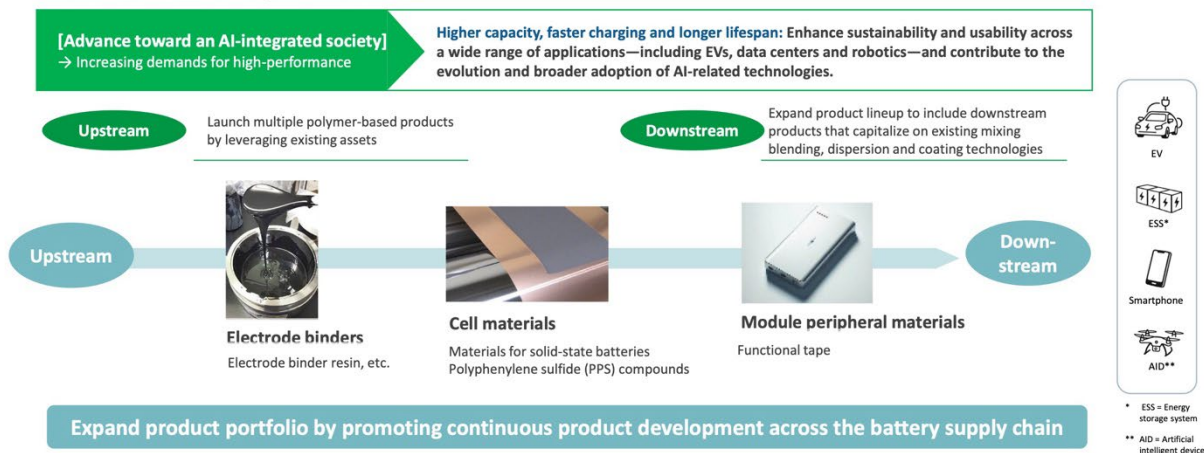 [Advance toward an AI-integrated society]
→ Increasing demands for high-performance
Higher capacity, faster charging and longer lifespan: Enhance sustainability and usability across
a wide range of applications—including EVs, data centers and robotics—and contribute to the
evolution and broader adoption of AI-related technologies.
Upstream
Launch multiple polymer-based products
by leveraging existing assets
Downstream
Expand product lineup to include downstream
products that capitalize on existing mixing
blending, dispersion and coating technologies
Upstream
Down-
stream
Electrode binders
Electrode binder resin, etc.
Cell materials
Materials for solid-state batteries
Polyphenylene sulfide (PPS) compounds
Module peripheral materials
Functional tape
EV
ESS*
Smartphone
AID**
* ESS = Energy
storage system
** AID = Artificial
intelligent device
Expand product portfolio by promoting continuous product development across the battery supply chain